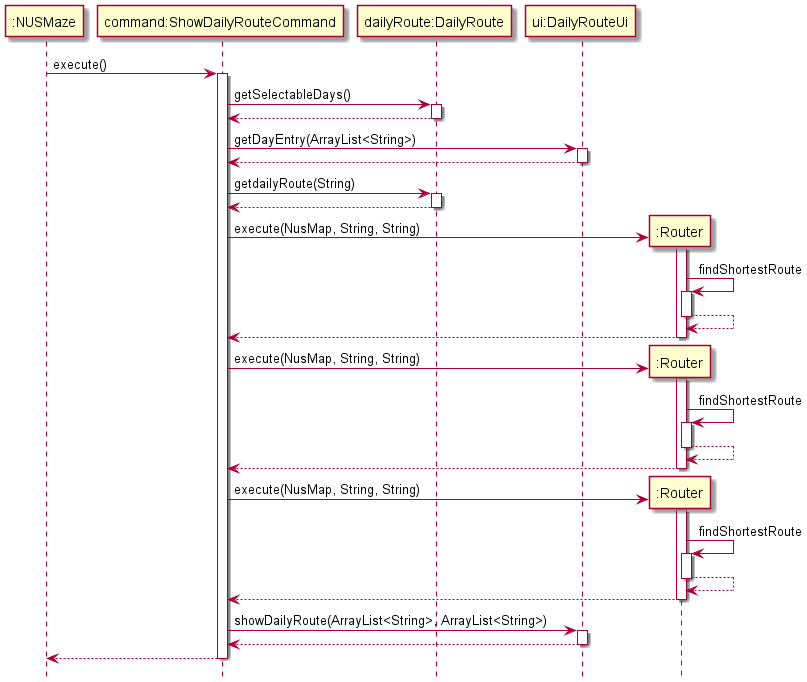 :NUSMaze
command:ShowDailyRouteCommand
dailyRoute:DailyRoute
ui:DailyRouteUi
execute()
getSelectableDays()
getDayEntry(ArrayList<String>)
getdailyRoute(String)
execute(NusMap, String, String)
:Router
findShortestRoute
execute(NusMap, String, String)
:Router
findShortestRoute
execute(NusMap, String, String)
:Router
findShortestRoute
showDailyRoute(ArrayList<String>, ArrayList<String>)